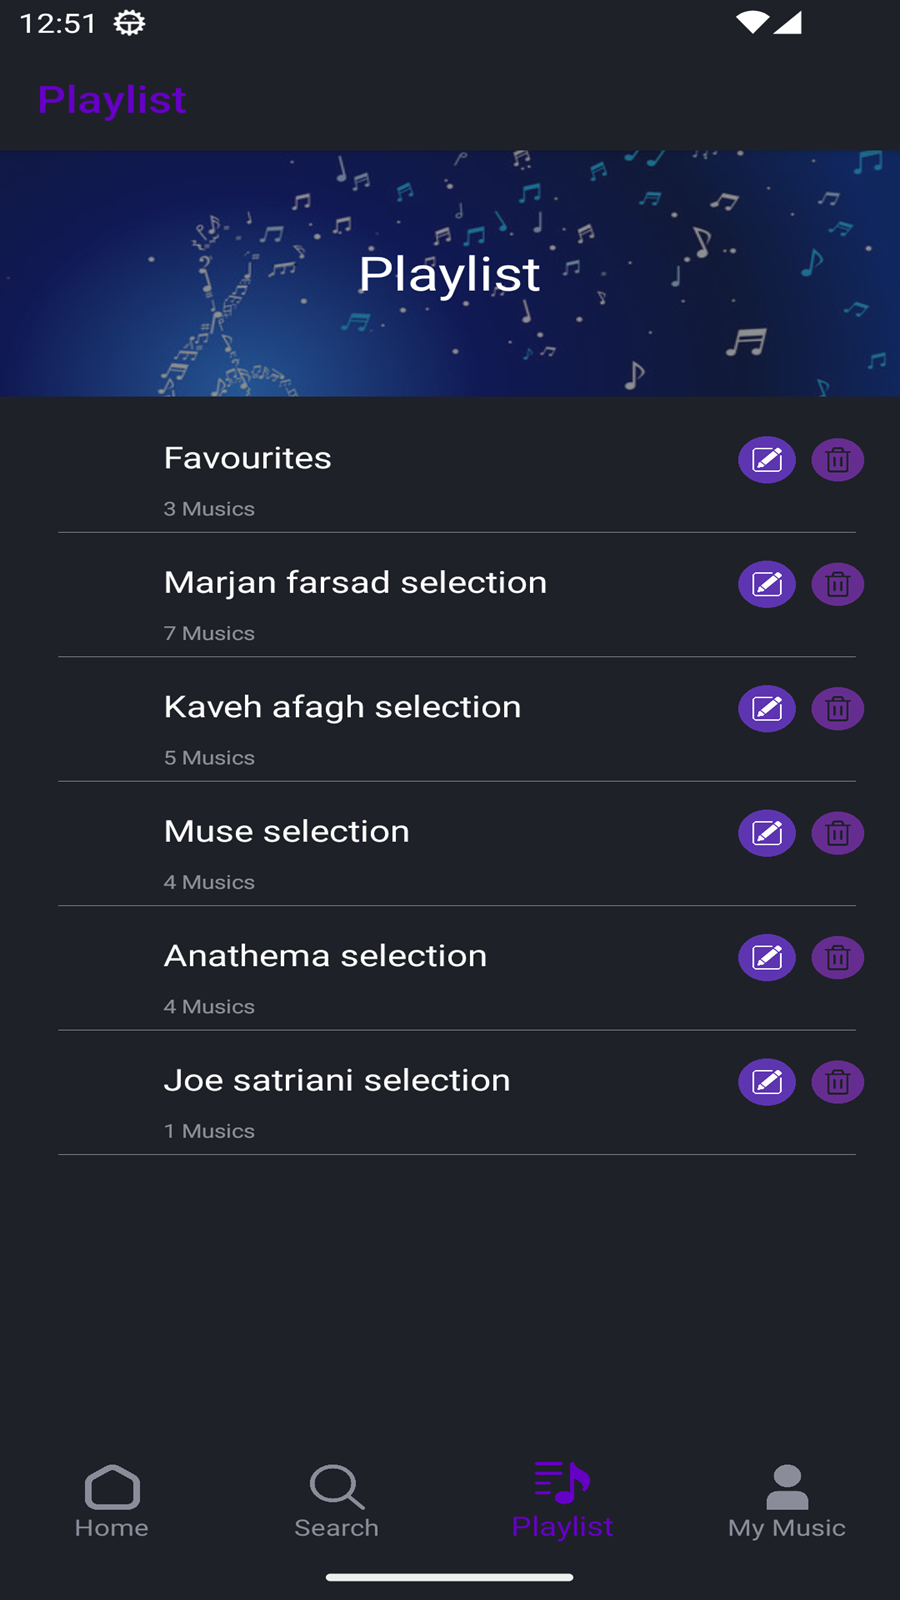 12:51
Playlist
Playlist
Favourites
3 Musics
Marjan farsad selection
7 Musics
Kaveh afagh selection
5 Musics
Muse selection
4 Musics
Anathema selection
4 Musics
Joe satriani selection
1 Musics
Home
Search
Playlist
My Music